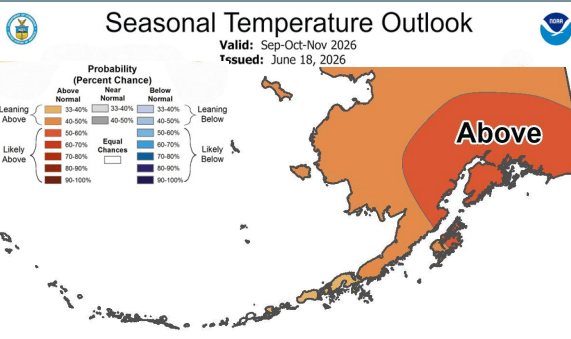 Seasonal Temperature Outlook
Valid: Sep-Oct-Nov 2026
Issued: June 18, 2026
NOAA
Probability
(Percent Chance)
Above Normal
Near Normal
Below Normal
Leaning Above
33-40%
33-40%
33-40%
Leaning Below
40-50%
40-50%
40-50%
Likely Above
50-60%
50-60%
Likely Below
60-70%
60-70%
70-80%
70-80%
80-90%
80-90%
90-100%
90-100%
Equal Chances
Above